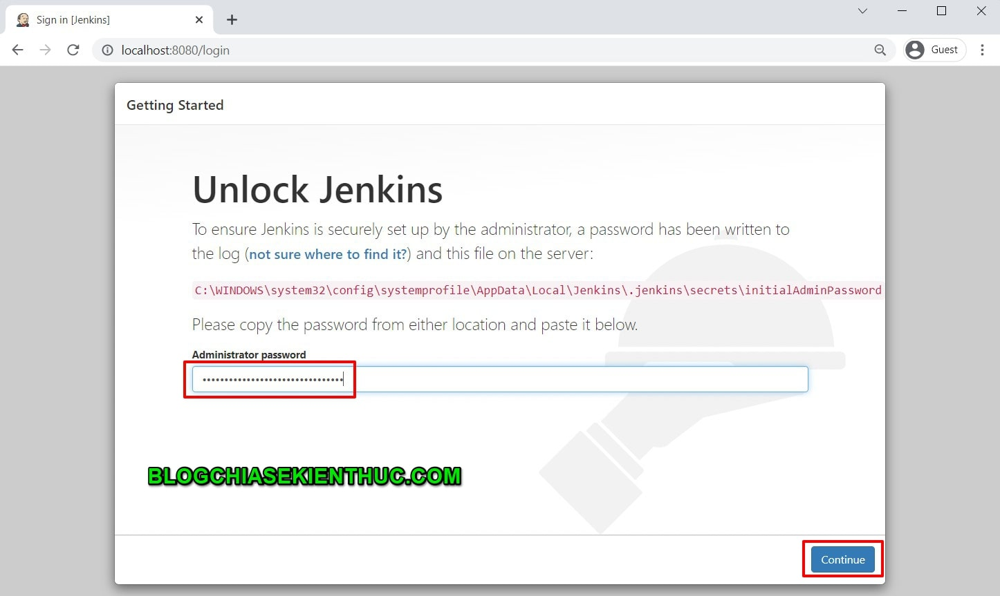 Sign in [Jenkins]
localhost:8080/login
Guest
Getting Started
Unlock Jenkins
To ensure Jenkins is securely set up by the administrator, a password has been written to
the log (not sure where to find it?) and this file on the server:
C:\WINDOWS\system32\config\systemprofile\AppData\Local\Jenkins\.jenkins\secrets\initialAdminPassword
Please copy the password from either location and paste it below.
Administrator password
BLOGCHIASEKIENTHUC.COM
Continue